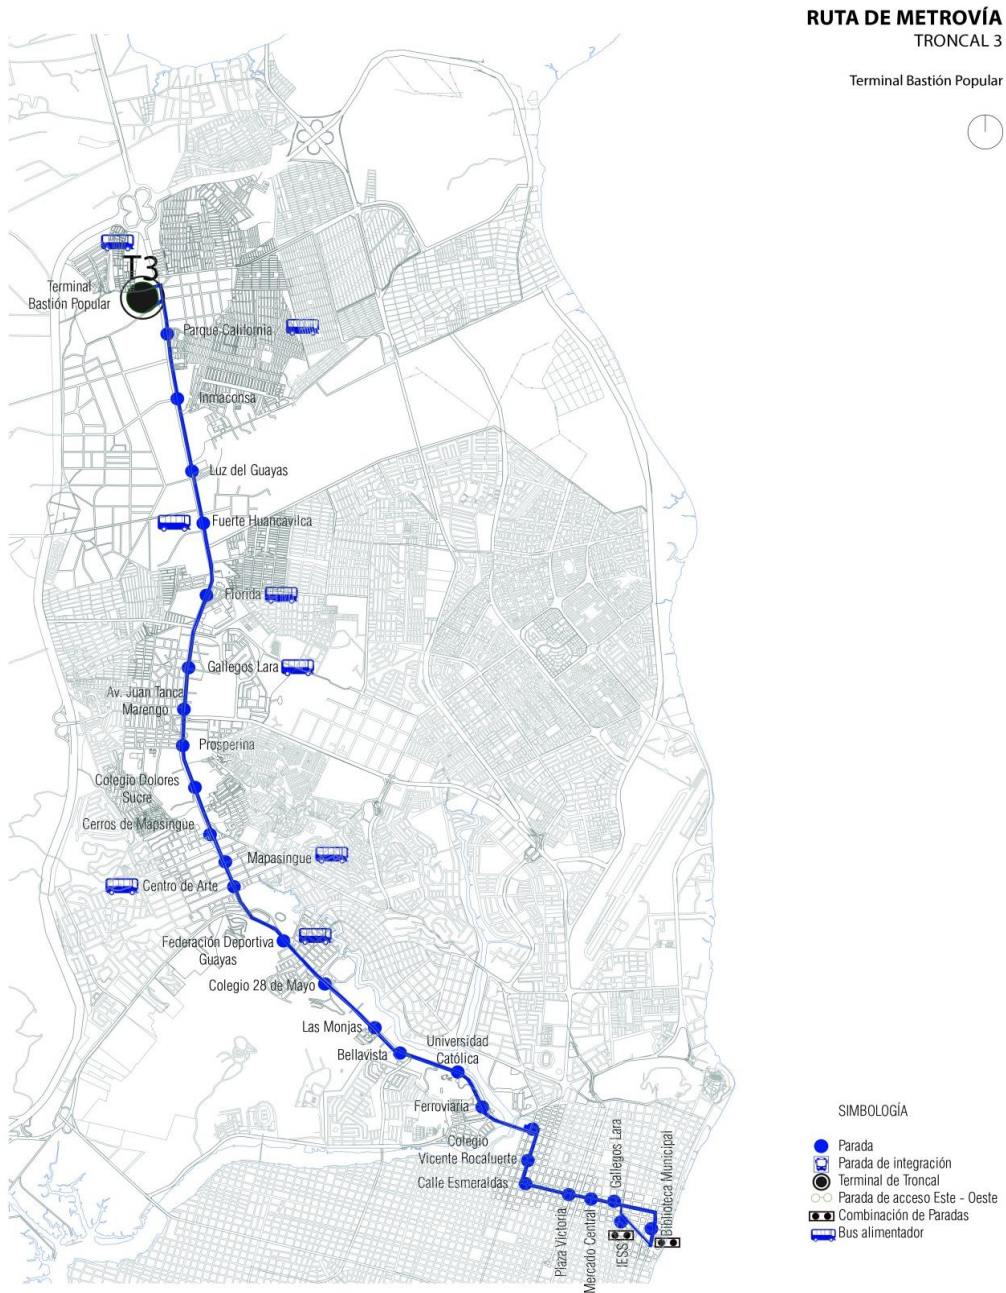 RUTA DE METROVÍA
TRONCAL 3
Terminal Bastión Popular
T3
Terminal
Bastión Popular
Parque California
Inmaconsa
Luz del Guayas
Fuerte Huancavilca
Florida
Gallegos Lara
Av. Juan Tanca
Marengo
Prosperina
Colegio Dolores
Sucre
Cerros de Mapsingue
Mapasingue
Centro de Arte
Federación Deportiva
Guayas
Colegio 28 de Mayo
Las Monjas
Bellavista
Universidad
Católica
Ferroviaria
Colegio
Vicente Rocafuerte
Calle Esmeraldas
Plaza Victoria
Mercado Central
Gallegos Lara
IESS
Biblioteca Municipal
SIMBOLOGÍA
Parada
Parada de integración
Terminal de Troncal
Parada de acceso Este - Oeste
Combinación de Paradas
Bus alimentador